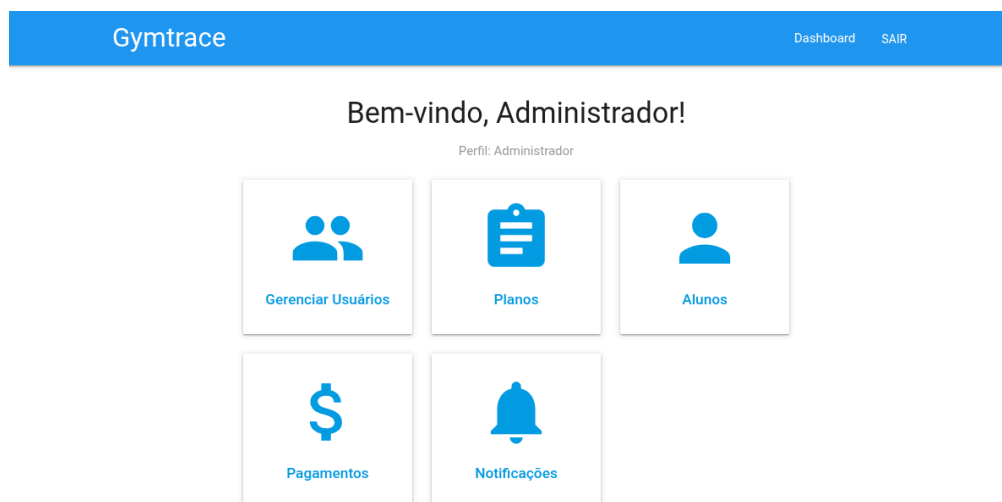 Gymtrace
Dashboard
SAIR
Bem-vindo, Administrador!
Perfil: Administrador
Gerenciar Usuários
Planos
Alunos
Pagamentos
Notificações